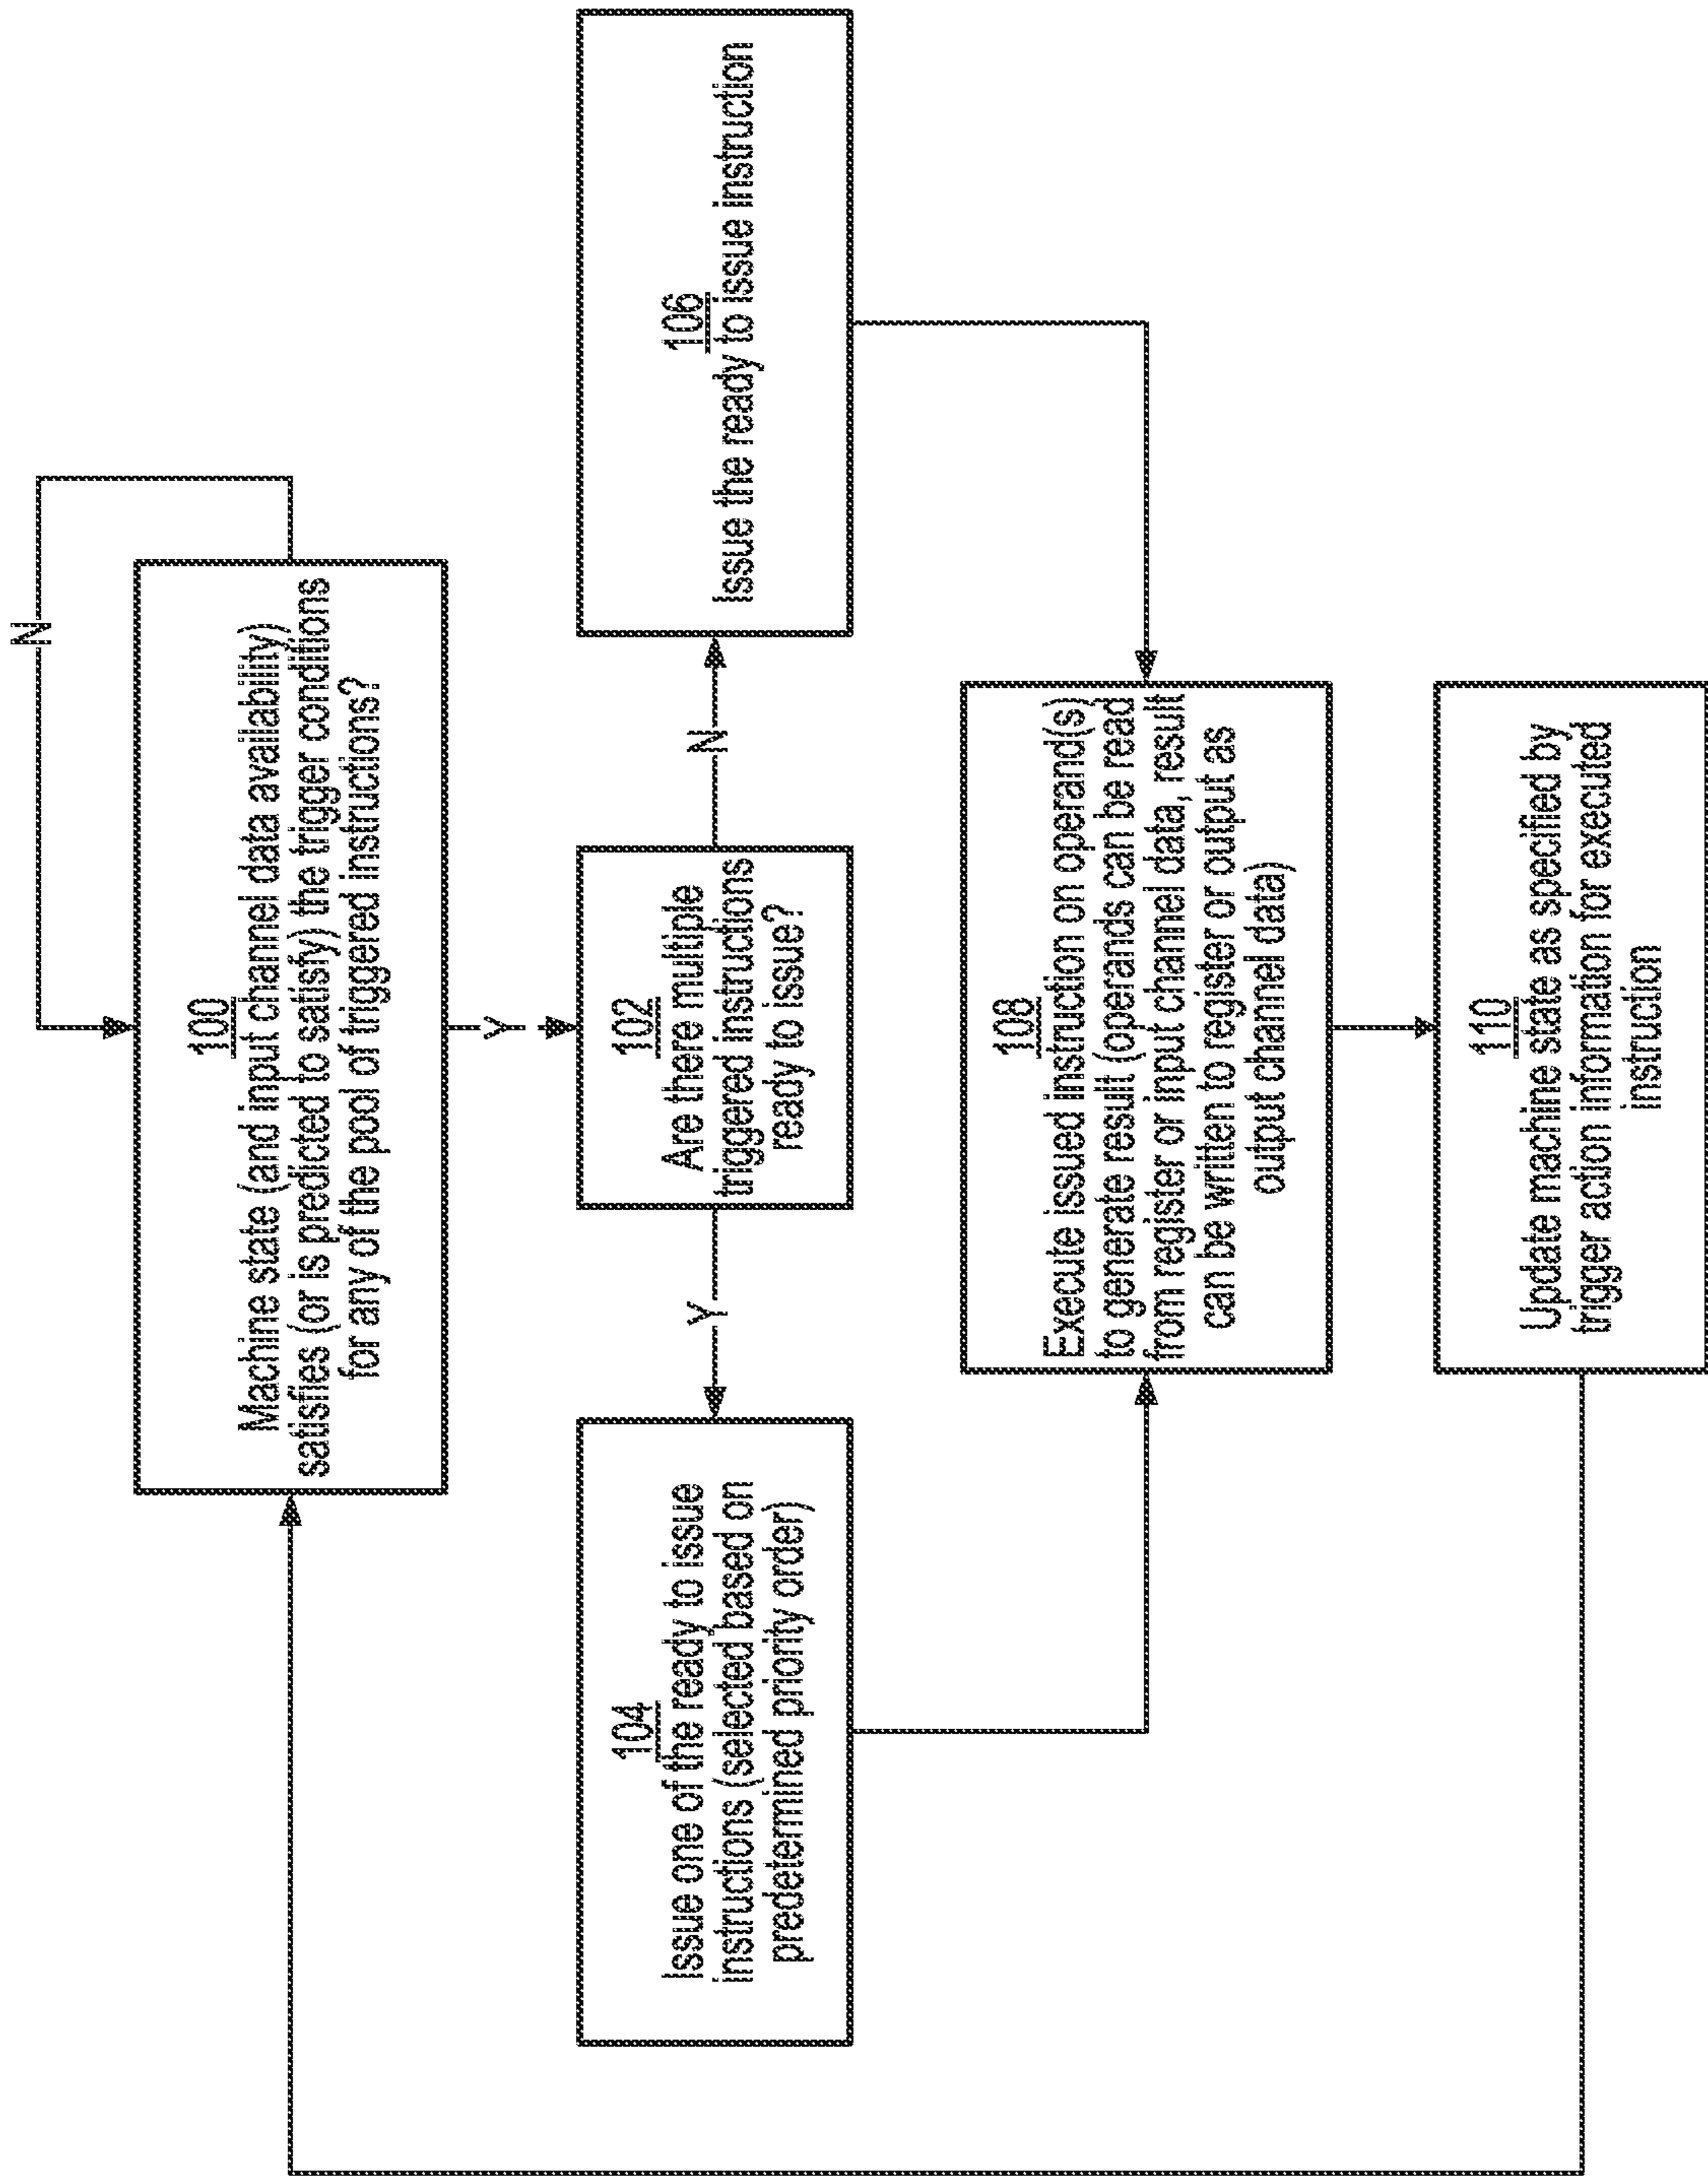 N
100
Machine state (and input channel data availability)
satisfies (or is predicted to satisfy) the trigger conditions
for any of the pool of triggered instructions?
Y
102
Are there multiple
triggered instructions
ready to issue?
Y
N
104
Issue one of the ready to issue
instructions (selected based on
predetermined priority order)
106
Issue the ready to issue instruction
108
Execute issued instruction on operand(s)
to generate result (operands can be read
from register or input channel data, result
can be written to register or output as
output channel data)
110
Update machine state as specified by
trigger action information for executed
instruction